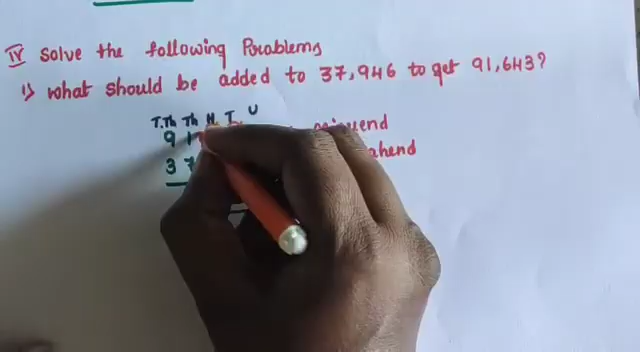 IV Solve the following Problems
1) what should be added to 37,946 to get 91,643?
T.Th Th H T U
9 1
3 7